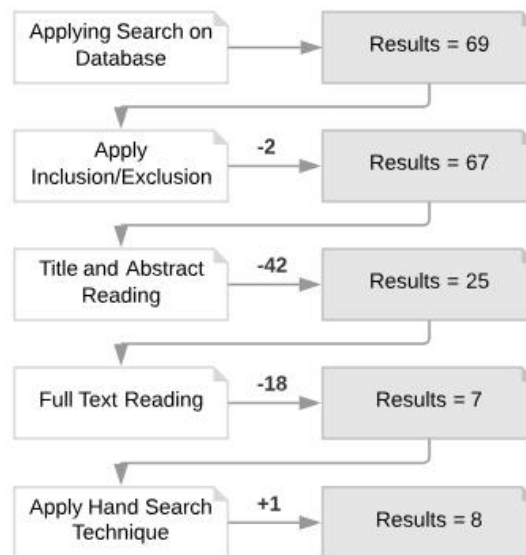 Applying Search on
Database
Results = 69
Apply
Inclusion/Exclusion
-2
Results = 67
Title and Abstract
Reading
-42
Results = 25
Full Text Reading
-18
Results = 7
Apply Hand Search
Technique
+1
Results = 8